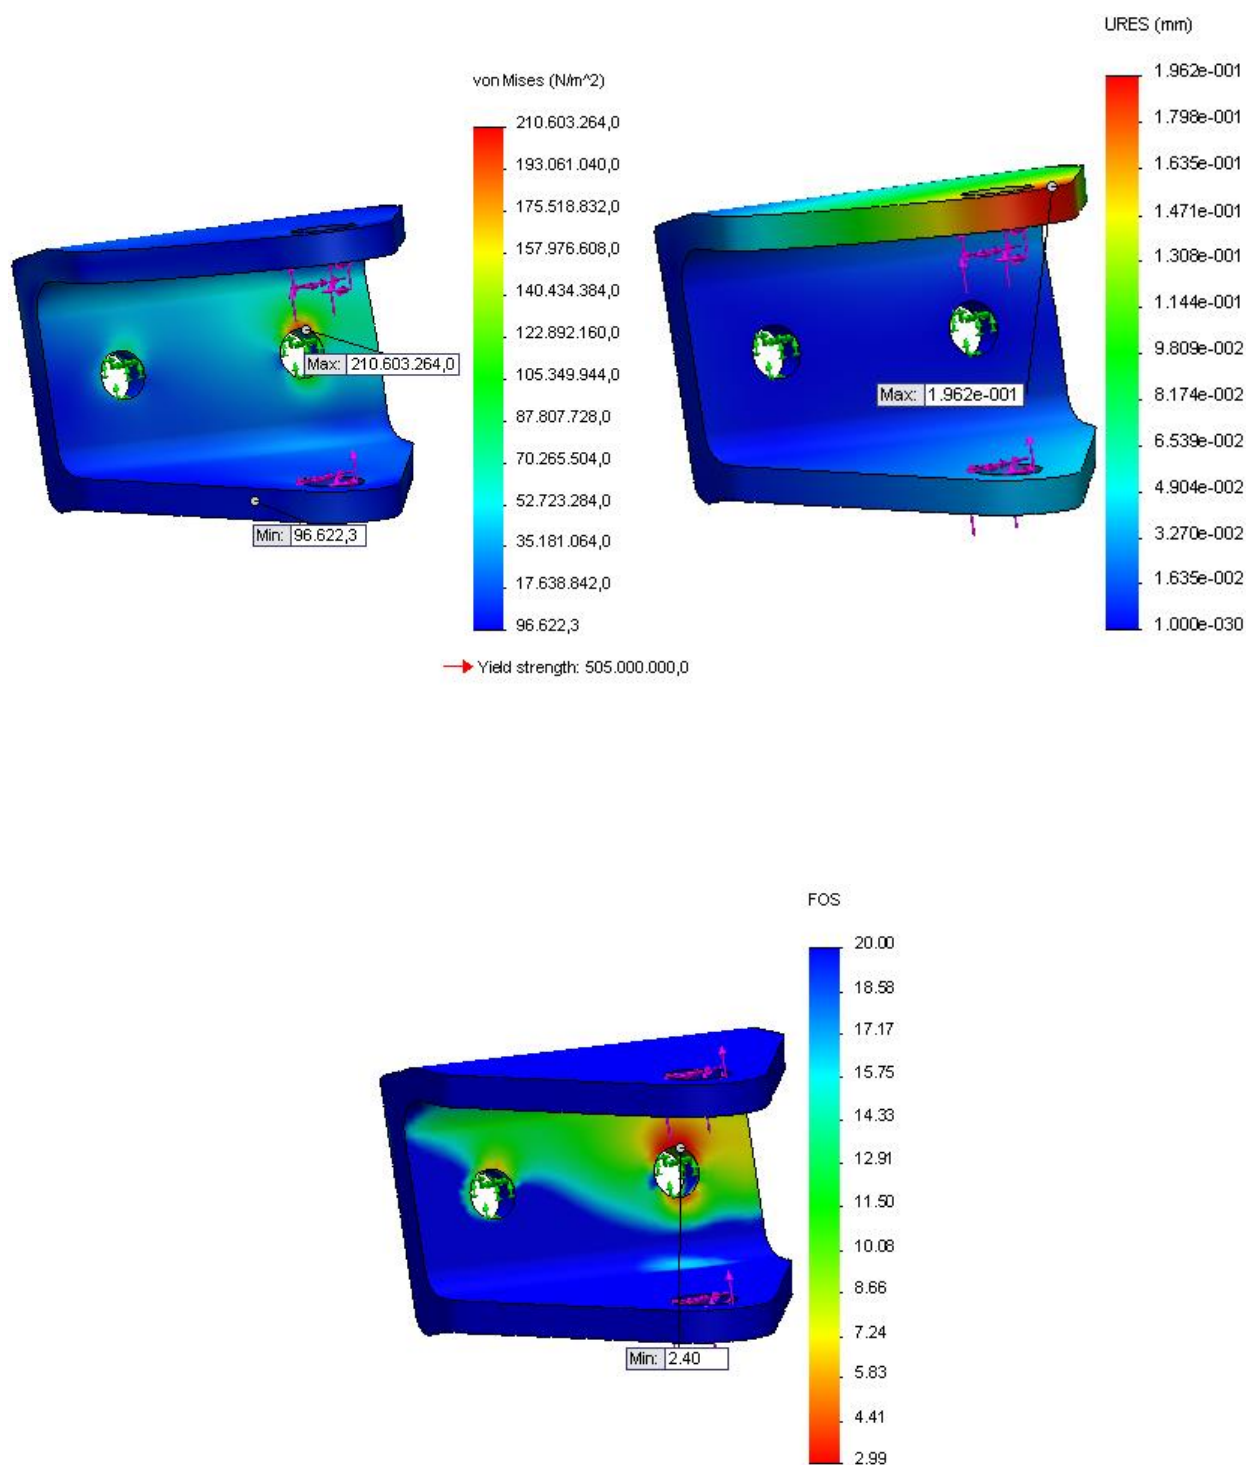 von Mises (N/m^2)
210.603.264,0
193.061.040,0
175.518.832,0
157.976.608,0
140.434.384,0
122.892.160,0
105.349.944,0
87.807.728,0
70.265.504,0
52.723.284,0
35.181.064,0
17.638.842,0
96.622,3
Max: 210.603.264,0
Min: 96.622,3
Yield strength: 505.000.000,0
URES (mm)
1.962e-001
1.798e-001
1.635e-001
1.471e-001
1.308e-001
1.144e-001
9.809e-002
8.174e-002
6.539e-002
4.904e-002
3.270e-002
1.635e-002
1.000e-030
Max: 1.962e-001
FOS
20.00
18.58
17.17
15.75
14.33
12.91
11.50
10.08
8.66
7.24
5.83
4.41
2.99
Min: 2.40